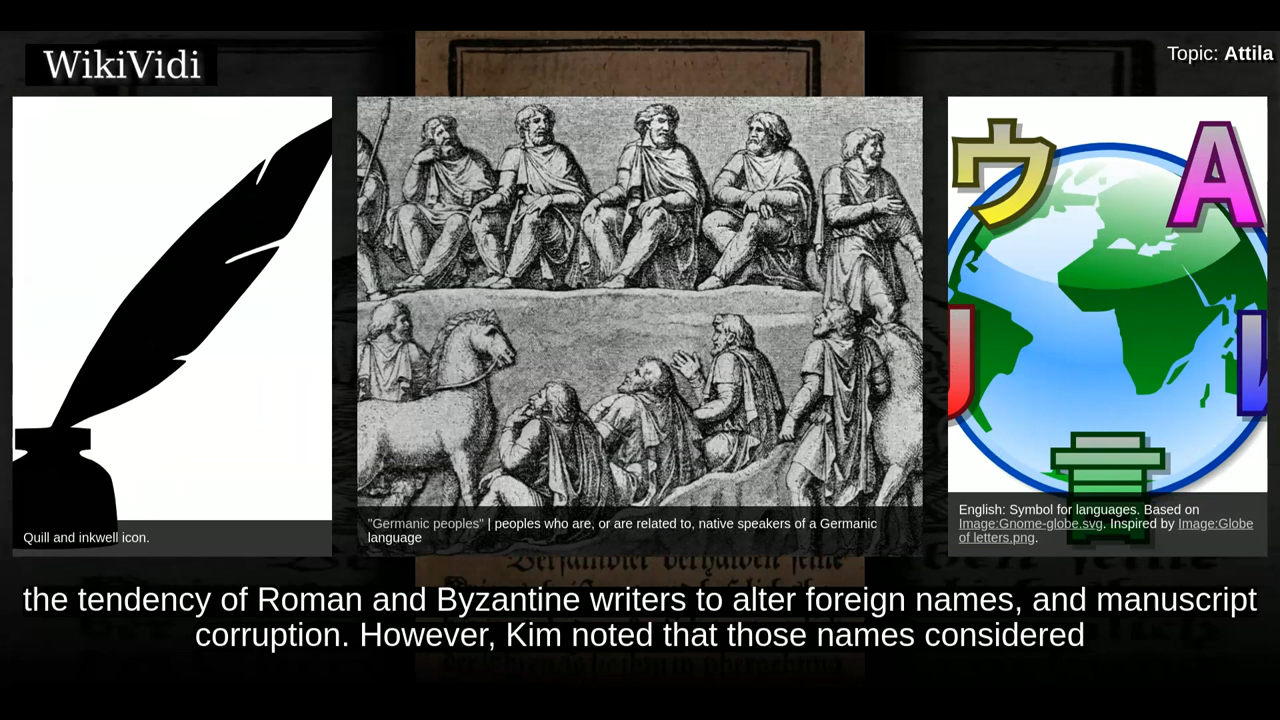 WikiVidi
Topic: Attila
ウ
A
Quill and inkwell icon.
"Germanic peoples" | peoples who are, or are related to, native speakers of a Germanic
language
English: Symbol for languages. Based on
Image:Gnome-globe.svg. Inspired by Image:Globe
of letters.png.
the tendency of Roman and Byzantine writers to alter foreign names, and manuscript
corruption. However, Kim noted that those names considered